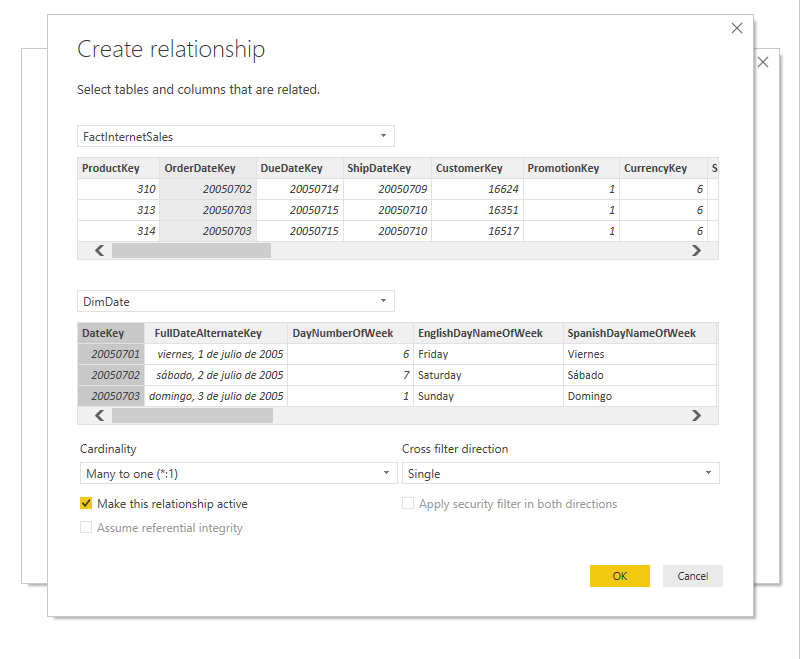 Create relationship
Select tables and columns that are related.
FactInternetSales
ProductKey OrderDateKey DueDateKey ShipDateKey CustomerKey PromotionKey CurrencyKey S
310 20050702 20050714 20050709 16624 1 6
313 20050703 20050715 20050710 16351 1 6
314 20050703 20050715 20050710 16517 1 6
DimDate
DateKey FullDateAlternateKey DayNumberOfWeek EnglishDayNameOfWeek SpanishDayNameOfWeek
20050701 viernes, 1 de julio de 2005 6 Friday Viernes
20050702 sábado, 2 de julio de 2005 7 Saturday Sábado
20050703 domingo, 3 de julio de 2005 1 Sunday Domingo
Cardinality Cross filter direction
Many to one (*:1) Single
Make this relationship active Apply security filter in both directions
Assume referential integrity
OK Cancel